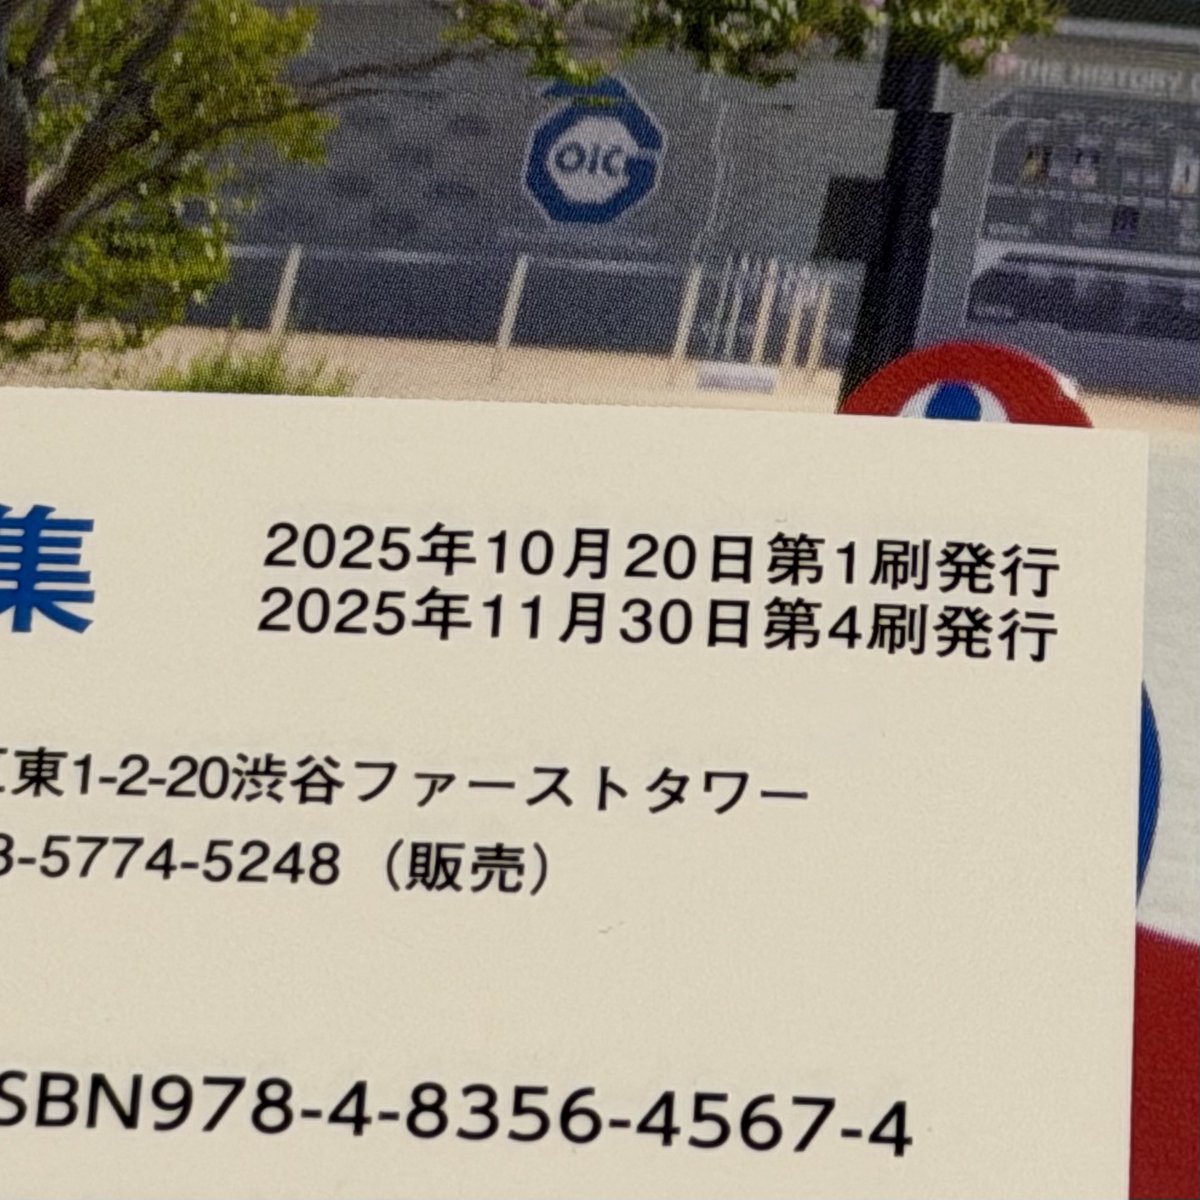 OIC
THE HISTORY
集
2025年10月20日第1刷発行
2025年11月30日第4刷発行
東1-2-20渋谷ファーストタワー
3-5774-5248（販売）
SBN978-4-8356-4567-4